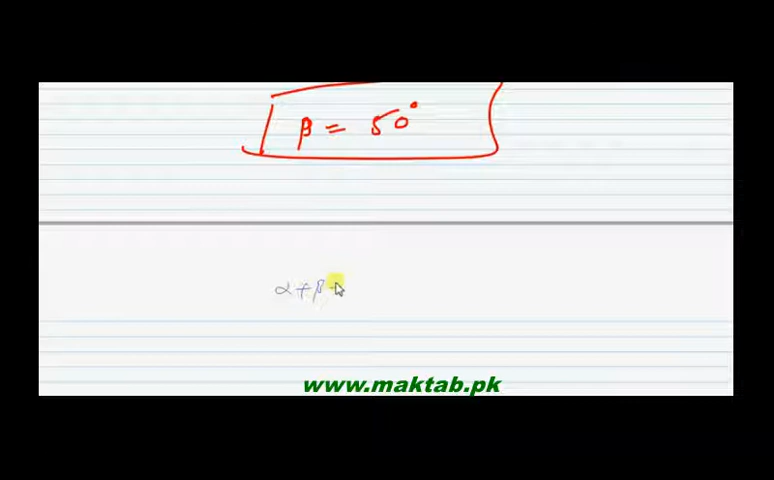 β = 50°
α + β -
www.maktab.pk